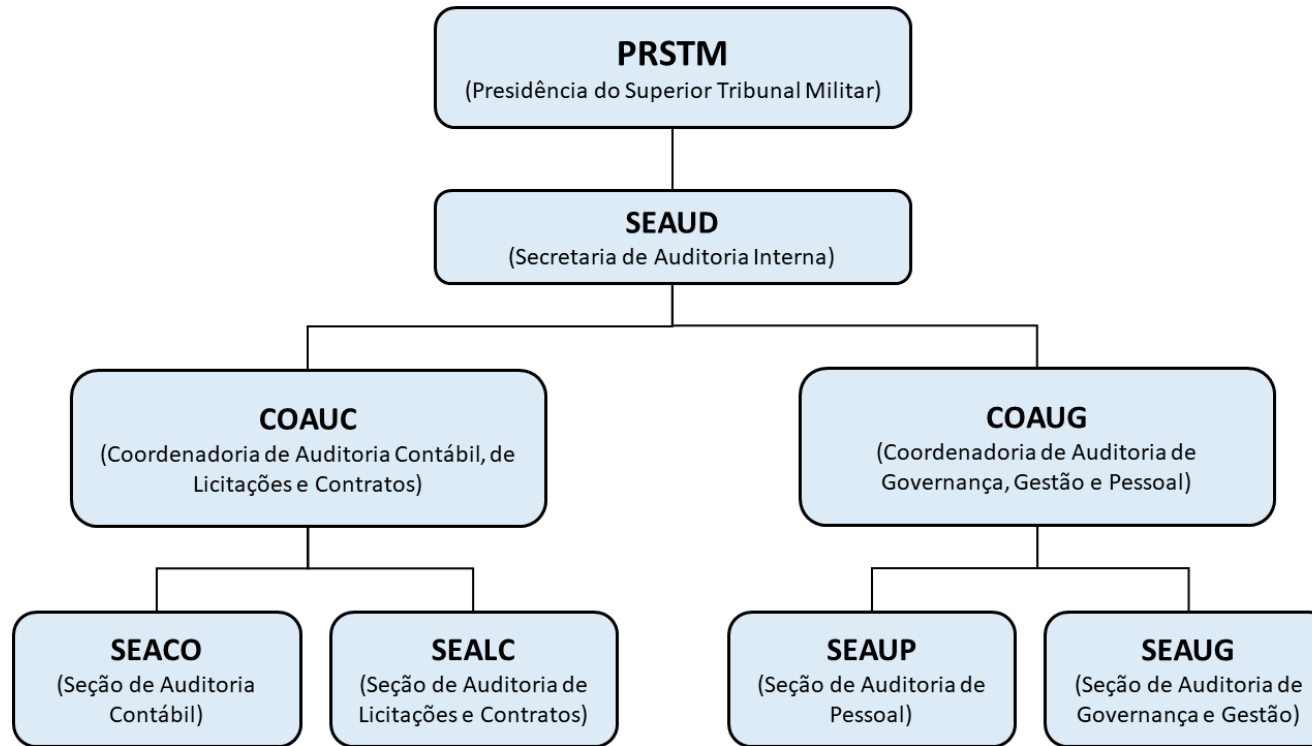 PRSTM
(Presidência do Superior Tribunal Militar)
SEAUD
(Secretaria de Auditoria Interna)
COAUC
(Coordenadoria de Auditoria Contábil, de
Licitações e Contratos)
COAUG
(Coordenadoria de Auditoria de
Governança, Gestão e Pessoal)
SEACO
(Seção de Auditoria
Contábil)
SEALC
(Seção de Auditoria de
Licitações e Contratos)
SEAUP
(Seção de Auditoria de
Pessoal)
SEAUG
(Seção de Auditoria de
Governança e Gestão)